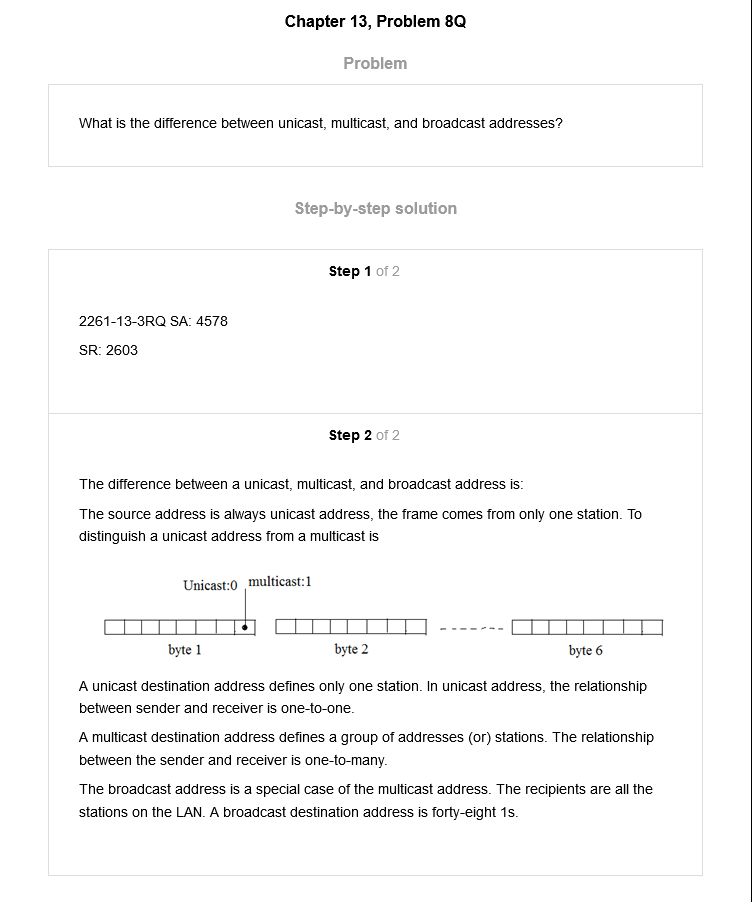 Chapter 13, Problem 8Q
Problem
What is the difference between unicast, multicast, and broadcast addresses?
Step-by-step solution
Step 1 of 2
2261-13-3RQ SA: 4578
SR: 2603
Step 2 of 2
The difference between a unicast, multicast, and broadcast address is:
The source address is always unicast address, the frame comes from only one station. To
distinguish a unicast address from a multicast is
Unicast:0 multicast:1
byte 1 byte 2 byte 6
A unicast destination address defines only one station. In unicast address, the relationship
between sender and receiver is one-to-one.
A multicast destination address defines a group of addresses (or) stations. The relationship
between the sender and receiver is one-to-many.
The broadcast address is a special case of the multicast address. The recipients are all the
stations on the LAN. A broadcast destination address is forty-eight 1s.